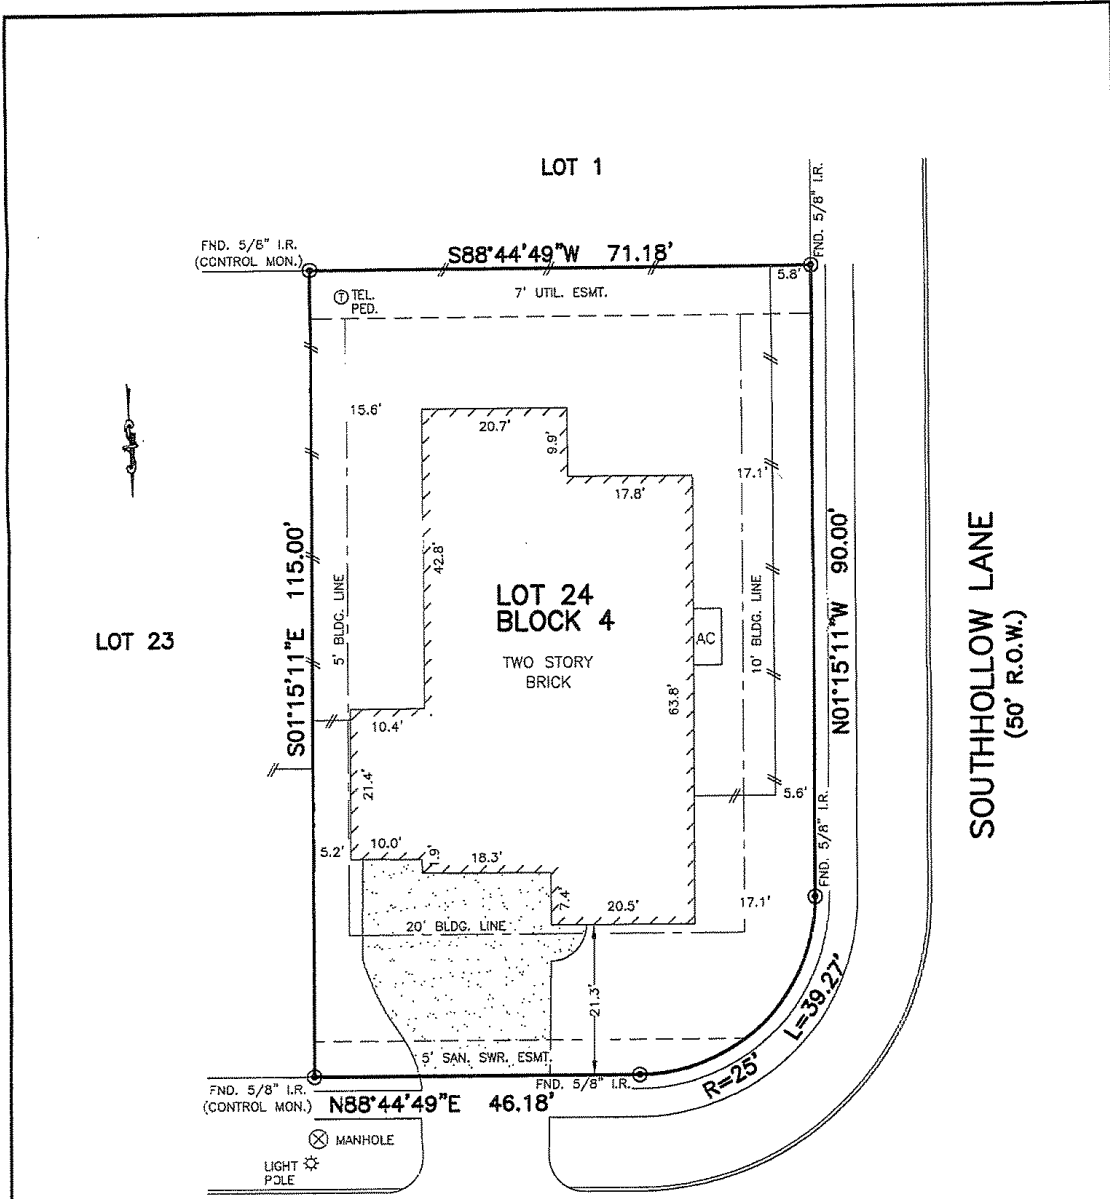 LOT 1
FND. 5/8" I.R.
FND. 5/8" I.R.
(CONTROL MON.)
S88°44'49"W 71.18'
5.8'
TEL.
PED.
T
7' UTIL. ESMT.
15.6'
20.7'
9.9'
17.8'
17.1'
42.8'
S01°15'11"E 115.00'
5' BLDG. LINE
LOT 24
BLOCK 4
TWO STORY
BRICK
AC
10' BLDG. LINE
N01°15'11"W 90.00'
SOUTHHOLLOW LANE
(50' R.O.W.)
LOT 23
63.8'
10.4'
21.4'
5.6'
FND. 5/8" I.R.
5.2'
10.0'
1.9'
18.3'
7.4'
20.5'
17.1'
20' BLDG. LINE
21.3'
L=39.27'
R=25'
5' SAN. SWR. ESMT.
FND. 5/8" I.R.
FND. 5/8" I.R.
(CONTROL MON.)
N88°44'49"E 46.18'
MANHOLE
LIGHT
POLE